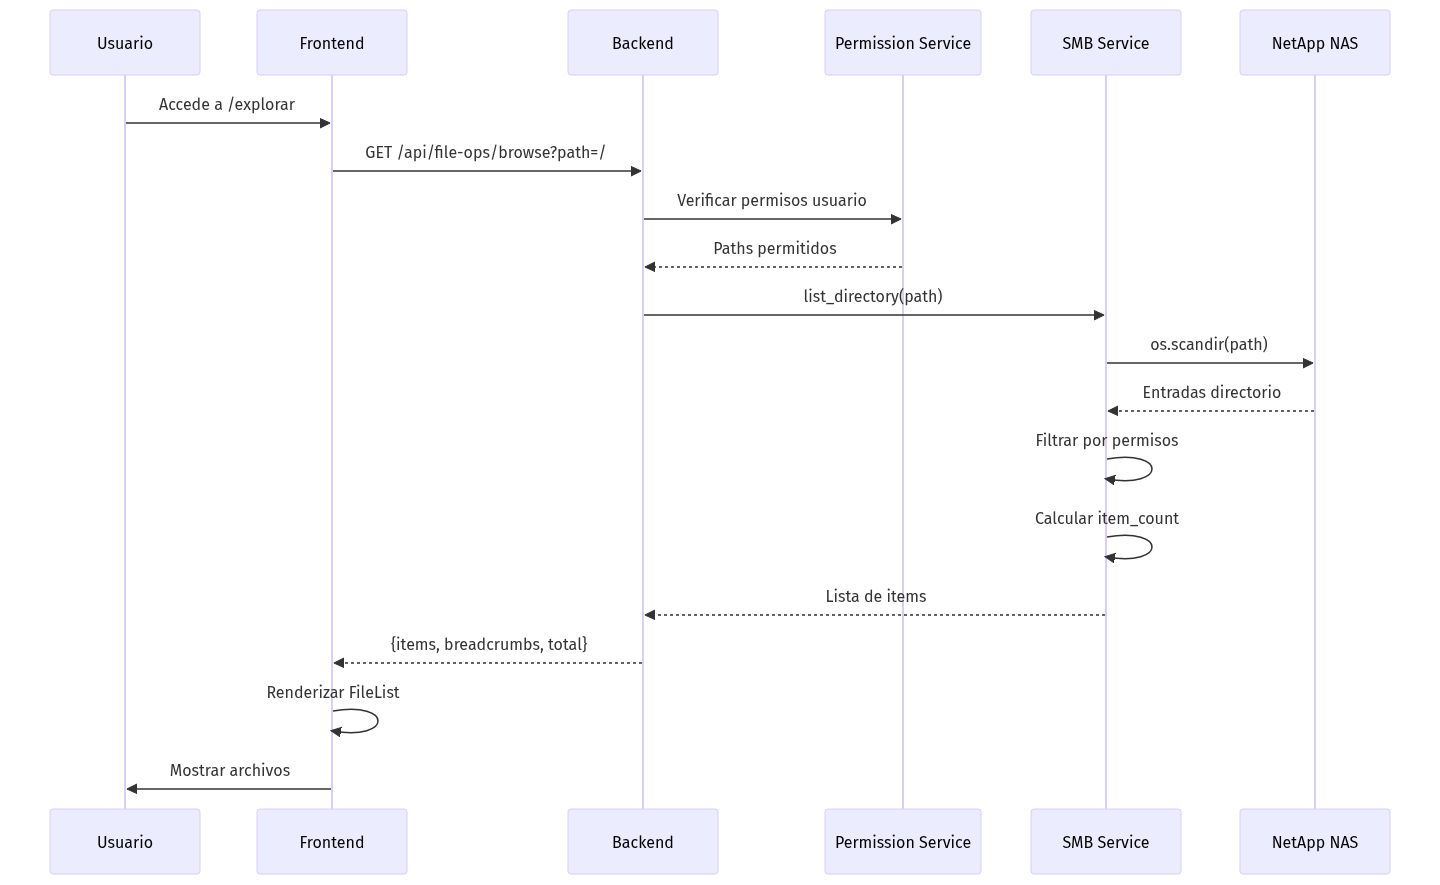 Usuario
Frontend
Backend
Permission Service
SMB Service
NetApp NAS
Accede a /explorar
GET /api/file-ops/browse?path=/
Verificar permisos usuario
Paths permitidos
list_directory(path)
os.scandir(path)
Entradas directorio
Filtrar por permisos
Calcular item_count
Lista de items
{items, breadcrumbs, total}
Renderizar FileList
Mostrar archivos
Usuario
Frontend
Backend
Permission Service
SMB Service
NetApp NAS